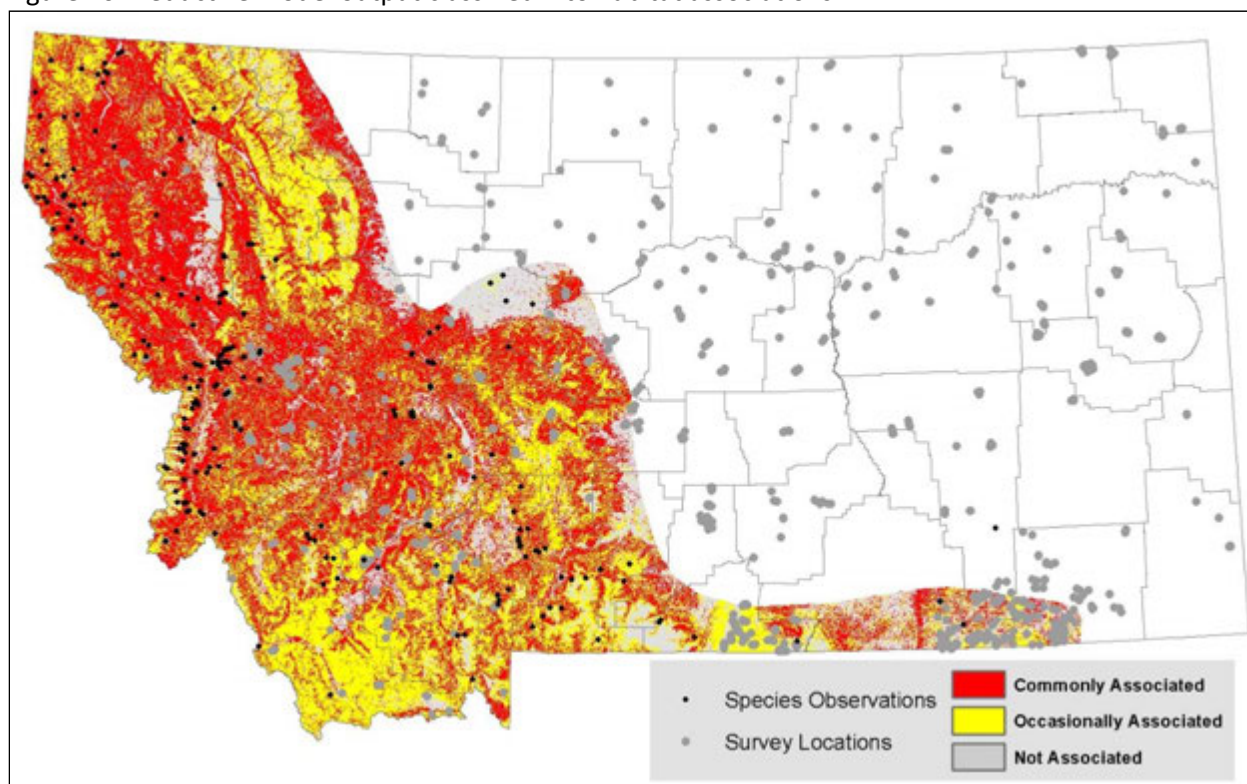 Species Observations
Survey Locations
Commonly Associated
Occasionally Associated
Not Associated